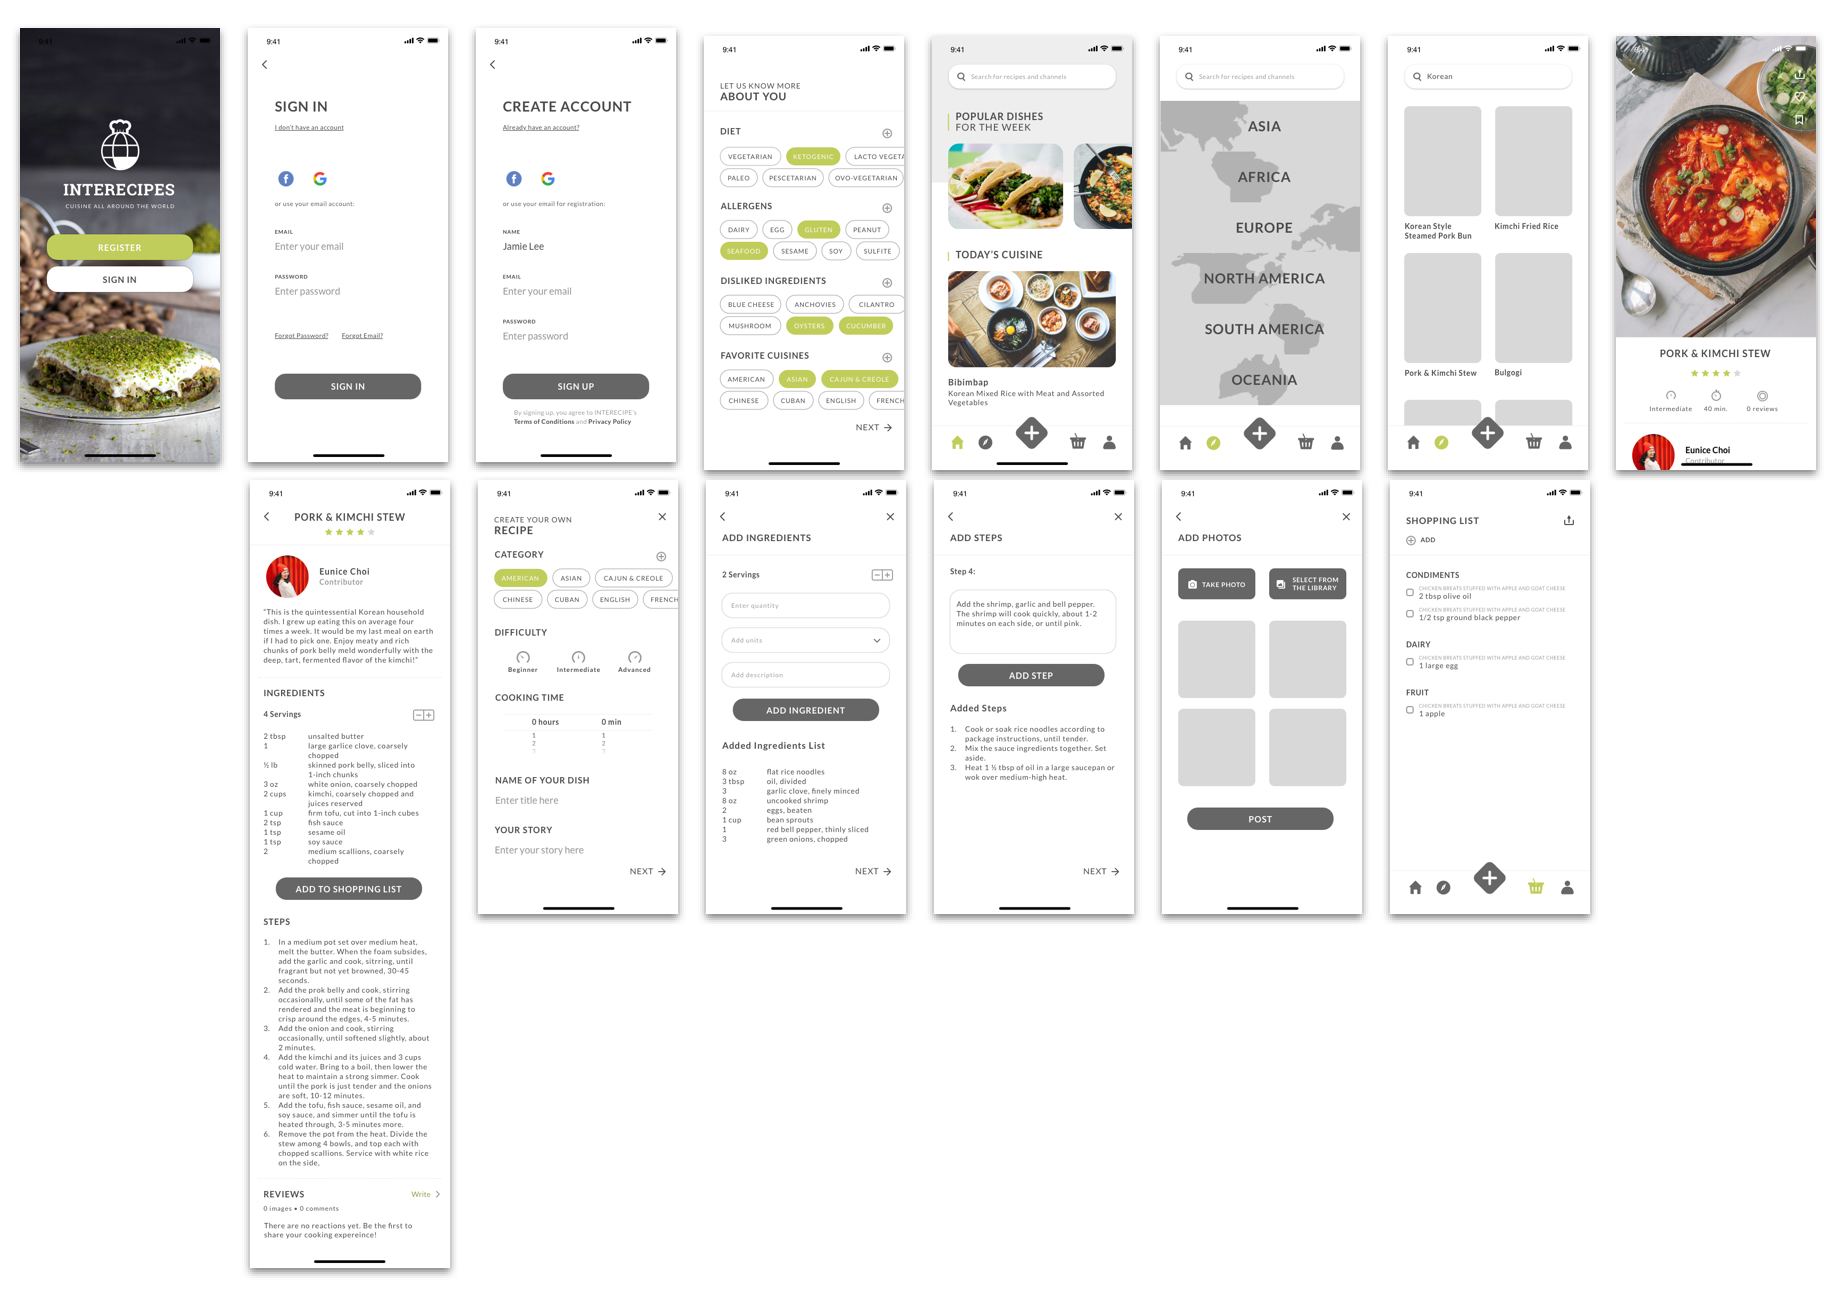 9:41
INTERECIPES
CUISINE ALL AROUND THE WORLD
REGISTER
SIGN IN
9:41
SIGN IN
I don't have an account
or use your email account:
EMAIL
Enter your email
PASSWORD
Enter password
Forgot Password? Forgot Email?
SIGN IN
9:41
CREATE ACCOUNT
Already have an account?
or use your email for registration:
NAME
Jamie Lee
EMAIL
Enter your email
PASSWORD
Enter password
SIGN UP
By signing up, you agree to INTERECIPE's
Terms of Conditions and Privacy Policy
9:41
LET US KNOW MORE
ABOUT YOU
DIET
VEGETARIAN KETOGENIC LACTO VEGETA
PALEO PESCETARIAN OVO-VEGETARIAN
ALLERGENS
DAIRY EGG GLUTEN PEANUT
SEAFOOD SESAME SOY SULFITE
DISLIKED INGREDIENTS
BLUE CHEESE ANCHOVIES CILANTRO
MUSHROOM OYSTERS CUCUMBER
FAVORITE CUISINES
AMERICAN ASIAN CAJUN & CREOLE
CHINESE CUBAN ENGLISH FRENCH
NEXT
9:41
Search for recipes and channels
POPULAR DISHES
FOR THE WEEK
TODAY'S CUISINE
Bibimbap
Korean Mixed Rice with Meat and Assorted
Vegetables
9:41
Search for recipes and channels
ASIA
AFRICA
EUROPE
NORTH AMERICA
SOUTH AMERICA
OCEANIA
9:41
Korean
Korean Style
Steamed Pork Bun
Kimchi Fried Rice
Pork & Kimchi Stew
Bulgogi
PORK & KIMCHI STEW
Intermediate 40 min. 0 reviews
Eunice Choi
Contributor
9:41
PORK & KIMCHI STEW
Eunice Choi
Contributor
"This is the quintessential Korean household
dish. I grew up eating this on average four
times a week. It would be my last meal on earth
if I had to pick one. Enjoy meaty and rich
chunks of pork belly meld wonderfully with the
deep, tart, fermented flavor of the kimchi!"
INGREDIENTS
4 Servings
2 tbsp unsalted butter
1 large garlice clove, coarsely
chopped
½ lb skinned pork belly, sliced into
1-inch chunks
3 oz white onion, coarsely chopped
2 cups kimchi, coarsely chopped and
juices reserved
1 cup firm tofu, cut into 1-inch cubes
2 tsp fish sauce
1 tsp sesame oil
1 tsp soy sauce
2 medium scallions, coarsely
chopped
ADD TO SHOPPING LIST
STEPS
1. In a medium pot set over medium heat,
melt the butter. When the foam subsides,
add the garlic and cook, sitrring, until
fragrant but not yet browned, 30-45
seconds.
2. Add the prok belly and cook, stirring
occasionally, until some of the fat has
rendered and the meat is beginning to
crisp around the edges, 4-5 minutes.
3. Add the onion and cook, stirring
occasionally, until softened slightly, about
2 minutes.
4. Add the kimchi and its juices and 3 cups
cold water. Bring to a boil, then lower the
heat to maintain a strong simmer. Cook
until the pork is just tender and the onions
are soft, 10-12 minutes.
5. Add the tofu, fish sauce, sesame oil, and
soy sauce, and simmer until the tofu is
heated through, 3-5 minutes more.
6. Remove the pot from the heat. Divide the
stew among 4 bowls, and top each with
chopped scallions. Service with white rice
on the side,
REVIEWS Write
0 images • 0 comments
There are no reactions yet. Be the first to
share your cooking expereince!
9:41
CREATE YOUR OWN
RECIPE
CATEGORY
AMERICAN ASIAN CAJUN & CREOLE
CHINESE CUBAN ENGLISH FRENCH
DIFFICULTY
Beginner Intermediate Advanced
COOKING TIME
0 hours 0 min
1 1
2 2
3 3
NAME OF YOUR DISH
Enter title here
YOUR STORY
Enter your story here
NEXT
9:41
ADD INGREDIENTS
2 Servings
Enter quantity
Add units
Add description
ADD INGREDIENT
Added Ingredients List
8 oz flat rice noodles
3 tbsp oil, divided
3 garlic clove, finely minced
8 oz uncooked shrimp
2 eggs, beaten
1 cup bean sprouts
1 red bell pepper, thinly sliced
3 green onions, chopped
NEXT
9:41
ADD STEPS
Step 4:
Add the shrimp, garlic and bell pepper.
The shrimp will cook quickly, about 1-2
minutes on each side, or until pink.
ADD STEP
Added Steps
1. Cook or soak rice noodles according to
package instructions, until tender.
2. Mix the sauce ingredients together. Set
aside.
3. Heat 1 ½ tbsp of oil in a large saucepan or
wok over medium-high heat.
NEXT
9:41
ADD PHOTOS
TAKE PHOTO
SELECT FROM
THE LIBRARY
POST
9:41
SHOPPING LIST
ADD
CONDIMENTS
CHICKEN BREATS STUFFED WITH APPLE AND GOAT CHEESE
2 tbsp olive oil
CHICKEN BREATS STUFFED WITH APPLE AND GOAT CHEESE
1/2 tsp ground black pepper
DAIRY
CHICKEN BREATS STUFFED WITH APPLE AND GOAT CHEESE
1 large egg
FRUIT
CHICKEN BREATS STUFFED WITH APPLE AND GOAT CHEESE
1 apple